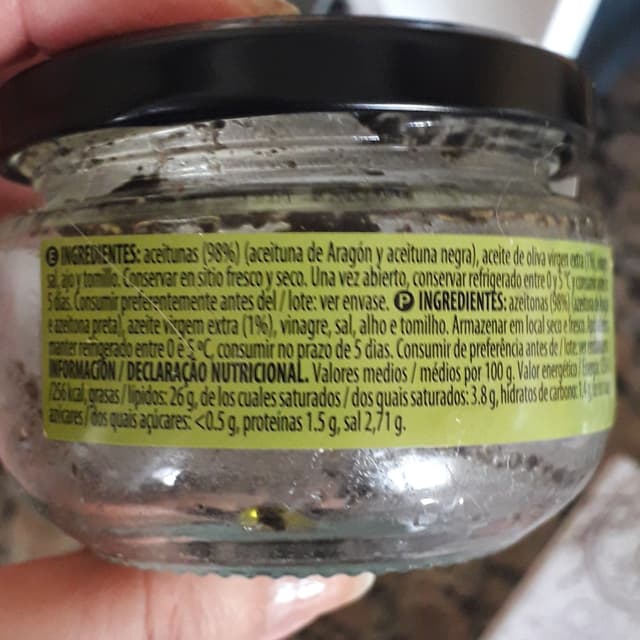 E INGREDIENTES: aceitunas (98%) (aceituna de Aragón y aceituna negra), aceite de oliva virgen extra (1%),
sal, ajo y tomillo. Conservar en sitio fresco y seco. Una vez abierto, conservar refrigerado entre 0 y 5 °C y
5 días. Consumir preferentemente antes del / lote: ver envase. P INGREDIENTES: azeitonas (98%)
e azeitona preta), azeite virgem extra (1%), vinagre, sal, alho e tomilho. Armazenar em local seco e fresco.
manter refrigerado entre 0 e 5 °C, consumir no prazo de 5 dias. Consumir de preferência antes de / lote:
INFORMACIÓN / DECLARAÇÃO NUTRICIONAL. Valores medios / médios por 100 g. Valor energético /
/256 kcal, grasas / lípidos: 26 g, de los cuales saturados / dos quais saturados: 3.8 g, hidratos de carbono:
azúcares / dos quais açúcares: <0.5 g, proteínas 1.5 g, sal 2,71 g.